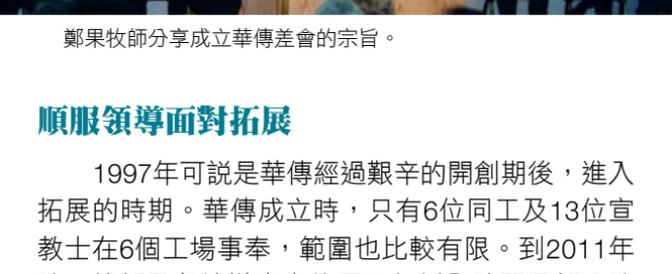 鄭果牧師分享成立華傳差會的宗旨。
順服領導面對拓展
1997年可說是華傳經過艱辛的開創期後，進入
拓展的時期。華傳成立時，只有6位同工及13位宣
教士在6個工場事奉，範圍也比較有限。到2011年